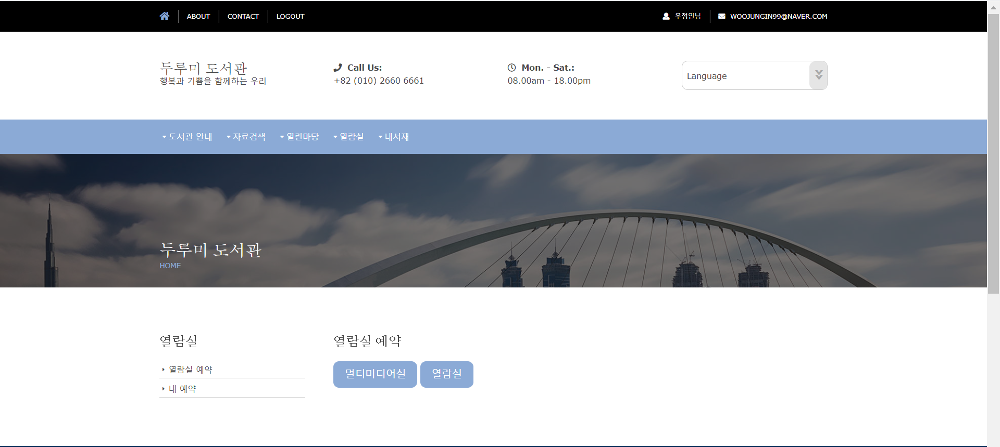 ABOUT CONTACT LOGOUT 우정인님 WOOJUNGIN99@NAVER.COM
두루미 도서관
행복과 기쁨을 함께하는 우리
Call Us:
+82 (010) 2660 6661
Mon. - Sat.:
08.00am - 18.00pm
Language
도서관 안내 자료검색 열린마당 열람실 내서재
두루미 도서관
HOME
열람실
열람실 예약
내 예약
열람실 예약
멀티미디어실 열람실